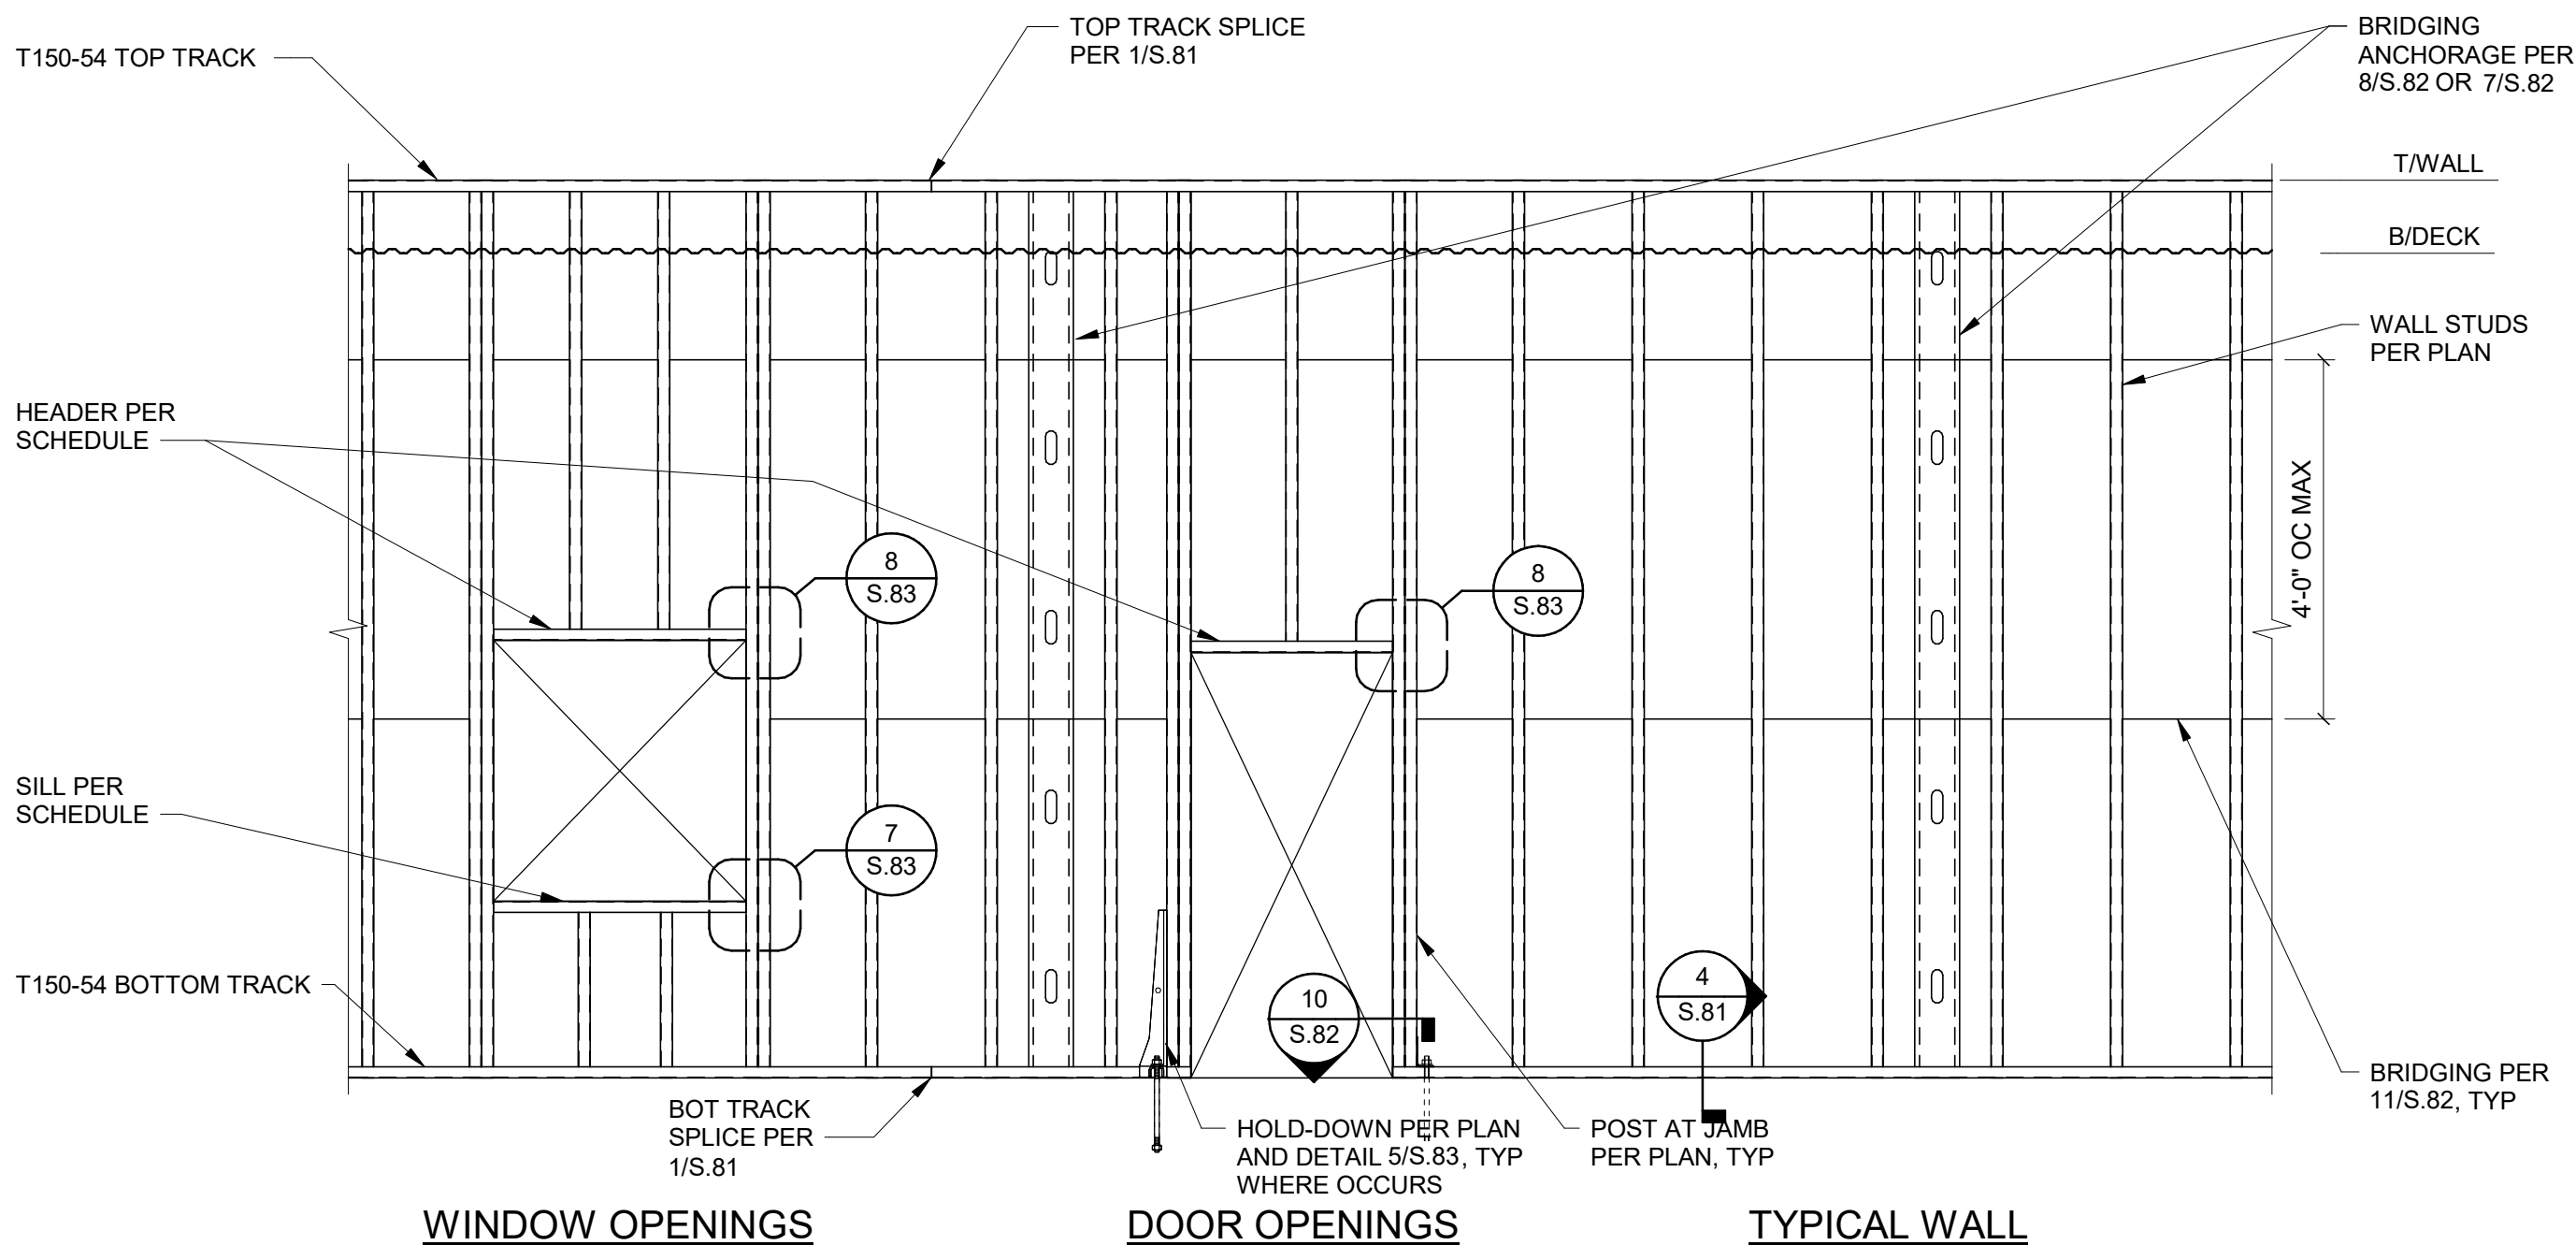 T150-54 TOP TRACK
TOP TRACK SPLICE
PER 1/S.81
BRIDGING
ANCHORAGE PER
8/S.82 OR 7/S.82
T/WALL
B/DECK
WALL STUDS
PER PLAN
HEADER PER
SCHEDULE
4'-0" OC MAX
8
S.83
8
S.83
SILL PER
SCHEDULE
7
S.83
T150-54 BOTTOM TRACK
10
S.82
4
S.81
BRIDGING PER
11/S.82, TYP
BOT TRACK
SPLICE PER
1/S.81
HOLD-DOWN PER PLAN
AND DETAIL 5/S.83, TYP
WHERE OCCURS
POST AT JAMB
PER PLAN, TYP
WINDOW OPENINGS
DOOR OPENINGS
TYPICAL WALL